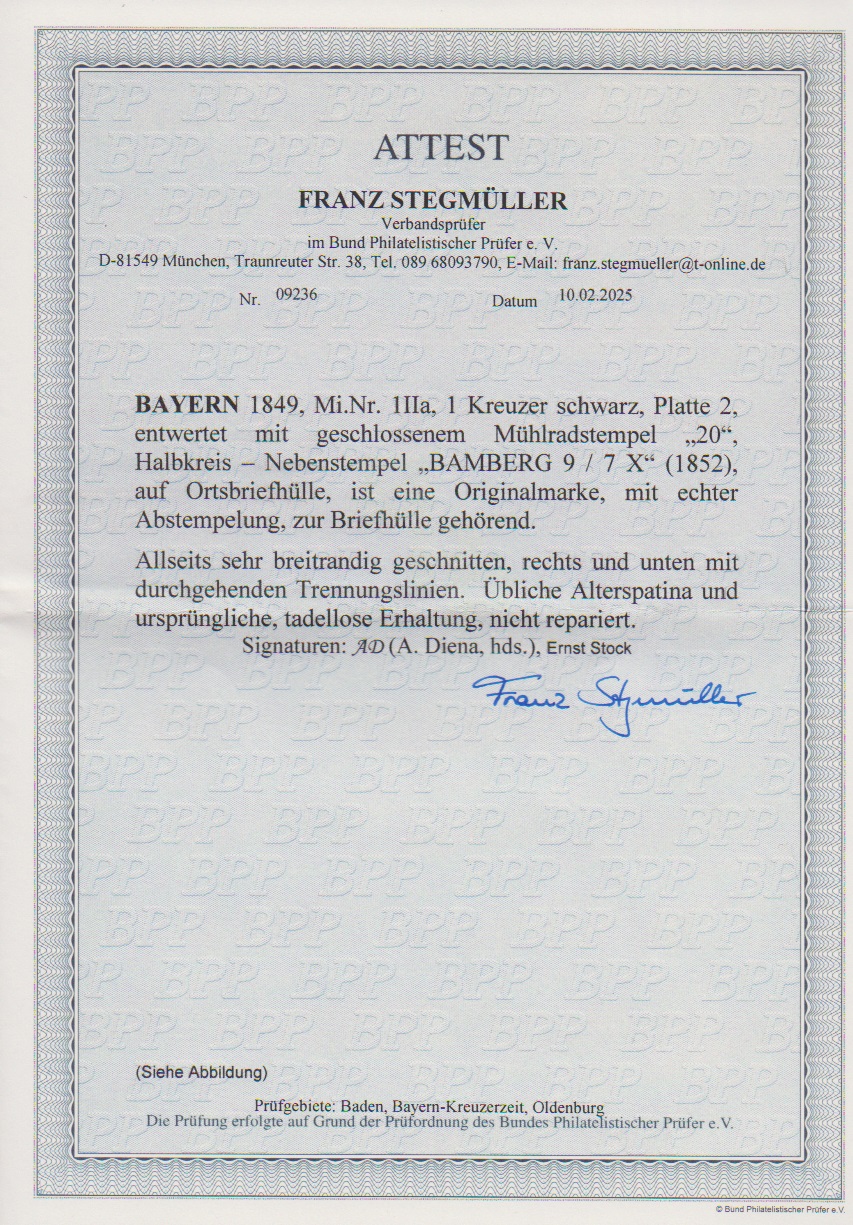 ATTEST
FRANZ STEGMÜLLER
Verbandsprüfer
im Bund Philatelistischer Prüfer e. V.
D-81549 München, Traunreuter Str. 38, Tel. 089 68093790, E-Mail: franz.stegmueller@t-online.de
Nr. 09236 Datum 10.02.2025
BAYERN 1849, Mi.Nr. 1IIa, 1 Kreuzer schwarz, Platte 2,
entwertet mit geschlossenem Mühlradstempel „20“,
Halbkreis – Nebenstempel „BAMBERG 9 / 7 X“ (1852),
auf Ortsbriefhülle, ist eine Originalmarke, mit echter
Abstempelung, zur Briefhülle gehörend.
Allseits sehr breitrandig geschnitten, rechts und unten mit
durchgehenden Trennungslinien. Übliche Alterspatina und
ursprüngliche, tadellose Erhaltung, nicht repariert.
Signaturen: AD (A. Diena, hds.), Ernst Stock
Franz Stegmüller
(Siehe Abbildung)
Prüfgebiete: Baden, Bayern-Kreuzerzeit, Oldenburg
Die Prüfung erfolgte auf Grund der Prüfordnung des Bundes Philatelistischer Prüfer e.V.
© Bund Philatelistischer Prüfer e.V.